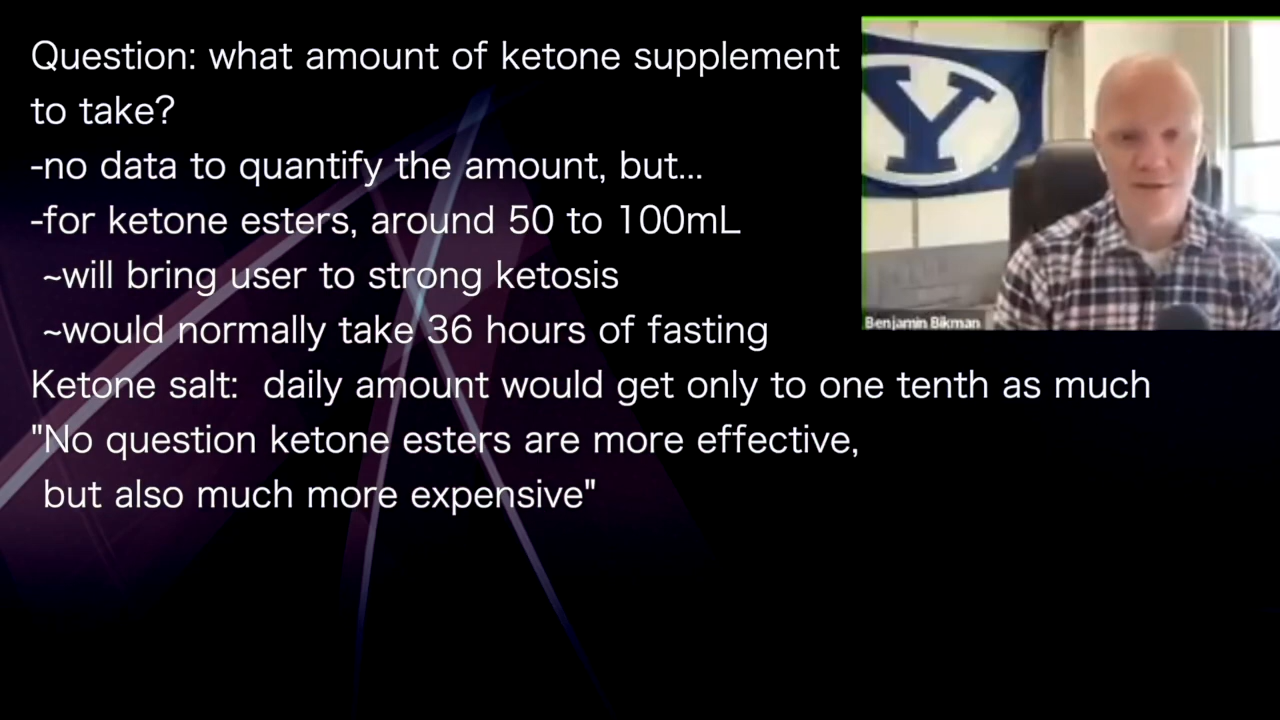 Question: what amount of ketone supplement
to take?
-no data to quantify the amount, but...
-for ketone esters, around 50 to 100mL
~will bring user to strong ketosis
~would normally take 36 hours of fasting
Ketone salt:  daily amount would get only to one tenth as much
"No question ketone esters are more effective,
but also much more expensive"
Y
Benjamin Bikman